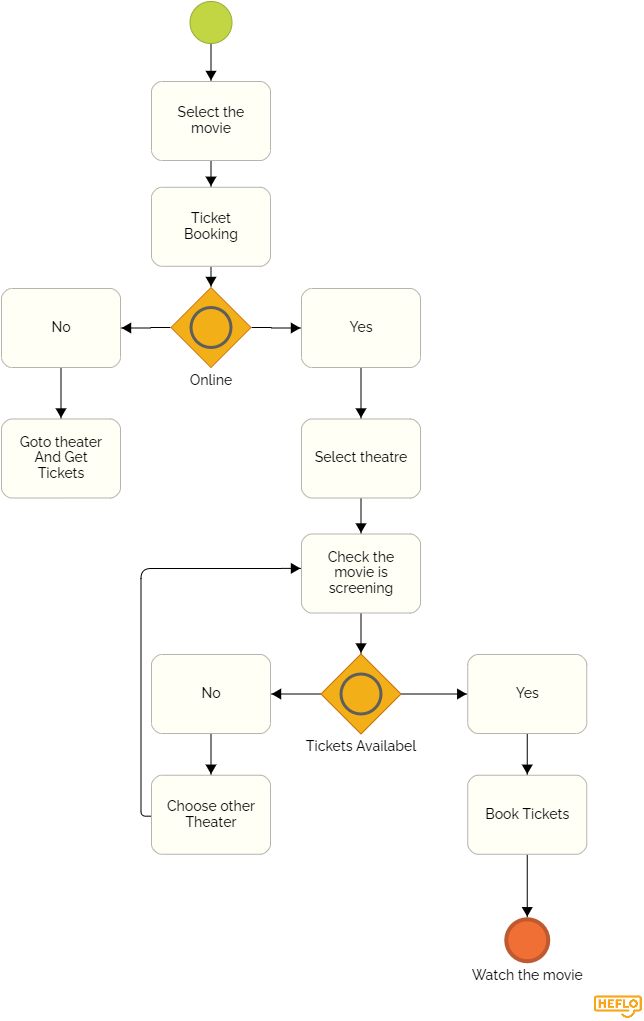 Select the
movie
Ticket
Booking
No
Yes
Online
Goto theater
And Get
Tickets
Select theatre
Check the
movie is
screening
No
Yes
Tickets Availabel
Choose other
Theater
Book Tickets
Watch the movie
HEFLO